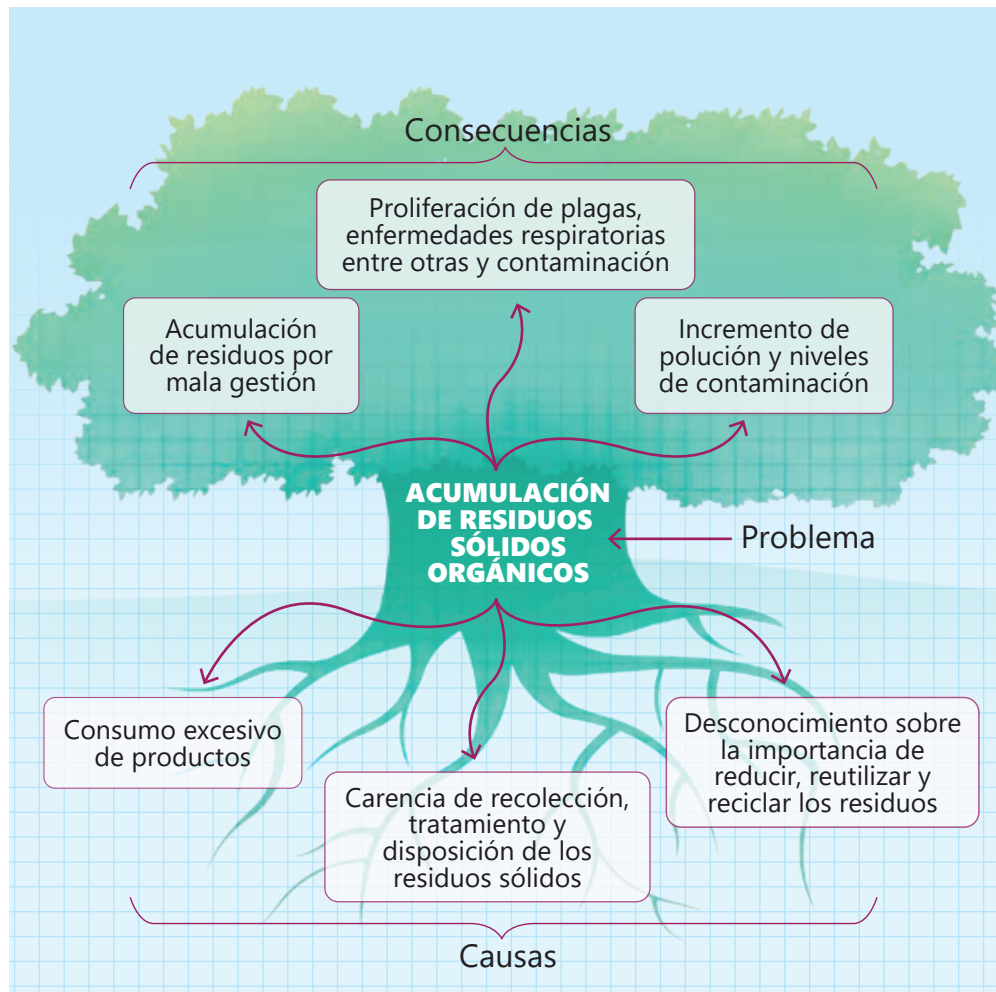 Consecuencias
Proliferación de plagas,
enfermedades respiratorias
entre otras y contaminación
Acumulación
de residuos por
mala gestión
Incremento de
polución y niveles
de contaminación
ACUMULACIÓN
DE RESIDUOS
SÓLIDOS
ORGÁNICOS
Problema
Consumo excesivo
de productos
Carencia de recolección,
tratamiento y
disposición de los
residuos sólidos
Desconocimiento sobre
la importancia de
reducir, reutilizar y
reciclar los residuos
Causas